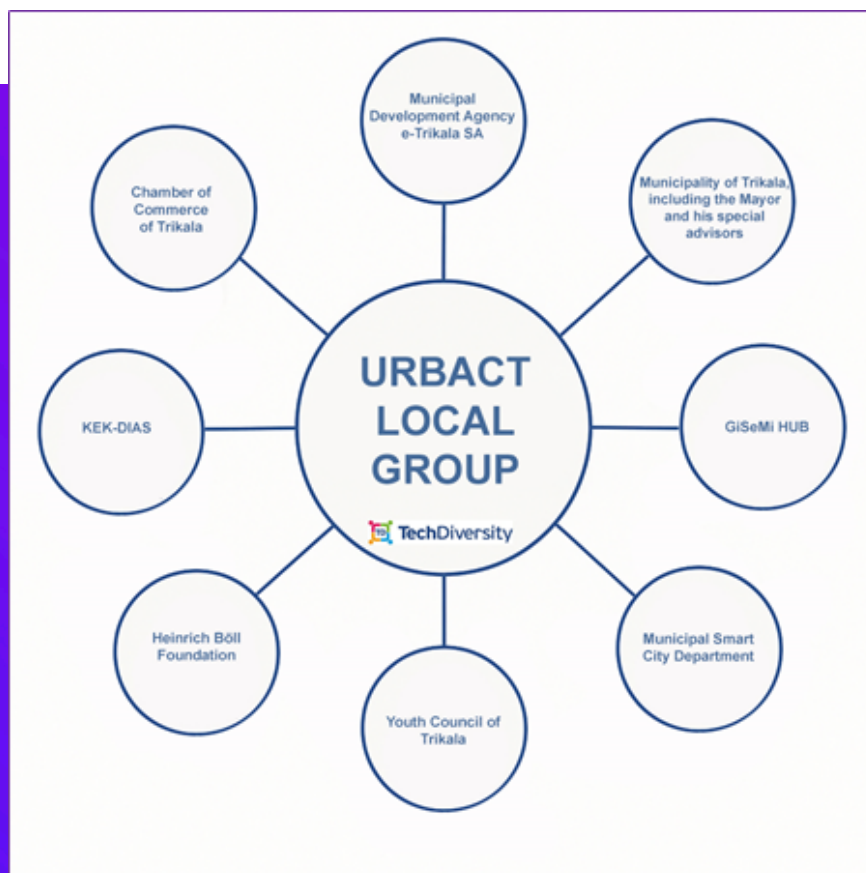 Municipal
Development Agency
e-Trikala SA
Municipality of Trikala,
including the Mayor
and his special
advisors
Chamber of
Commerce
of Trikala
URBACT
LOCAL
GROUP
TD TechDiversity
KEK-DIAS
GiSeMi HUB
Heinrich Böll
Foundation
Municipal Smart
City Department
Youth Council of
Trikala